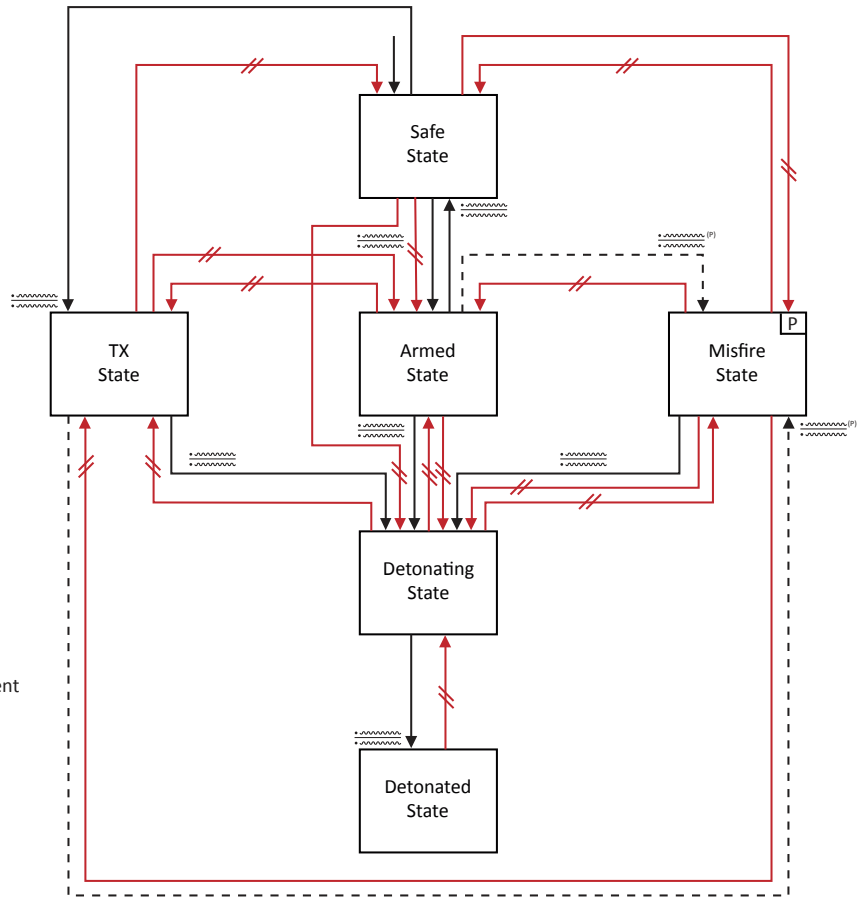 Safe
State
(P)
TX
State
Armed
State
P
Misfire
State
(P)
Detonating
State
ent
Detonated
State